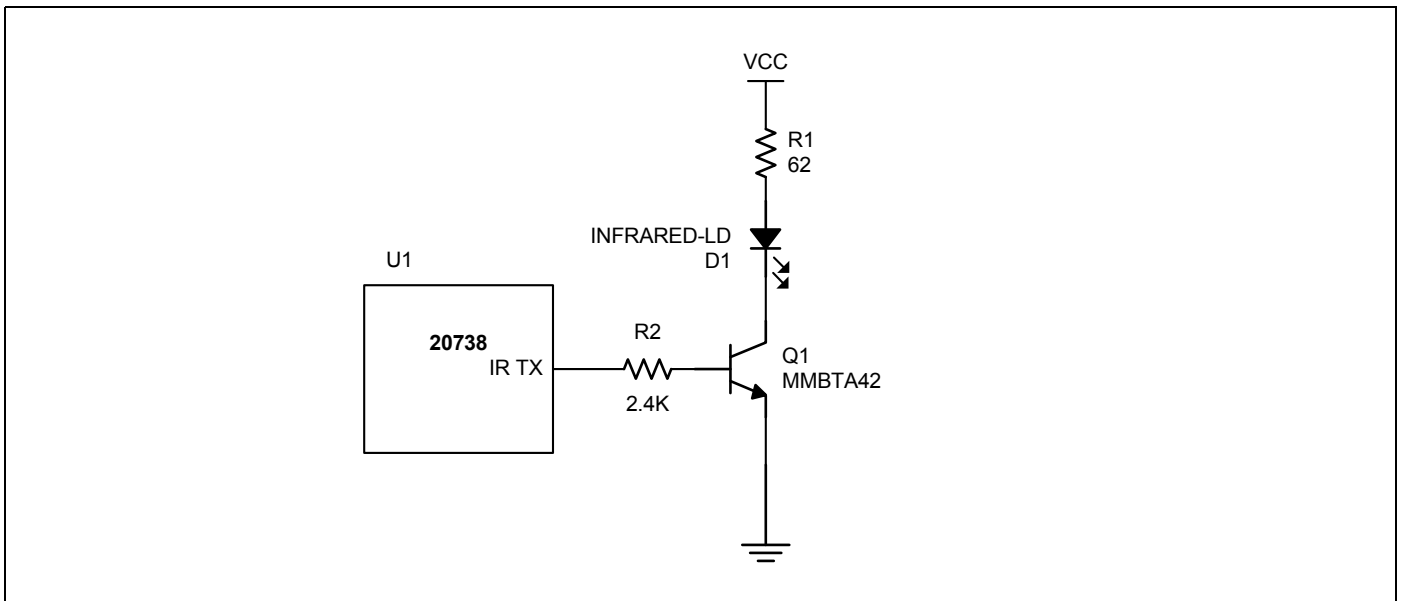 VCC
R1
62
INFRARED-LD
D1
U1
20738
IR TX
R2
2.4K
Q1
MMBTA42